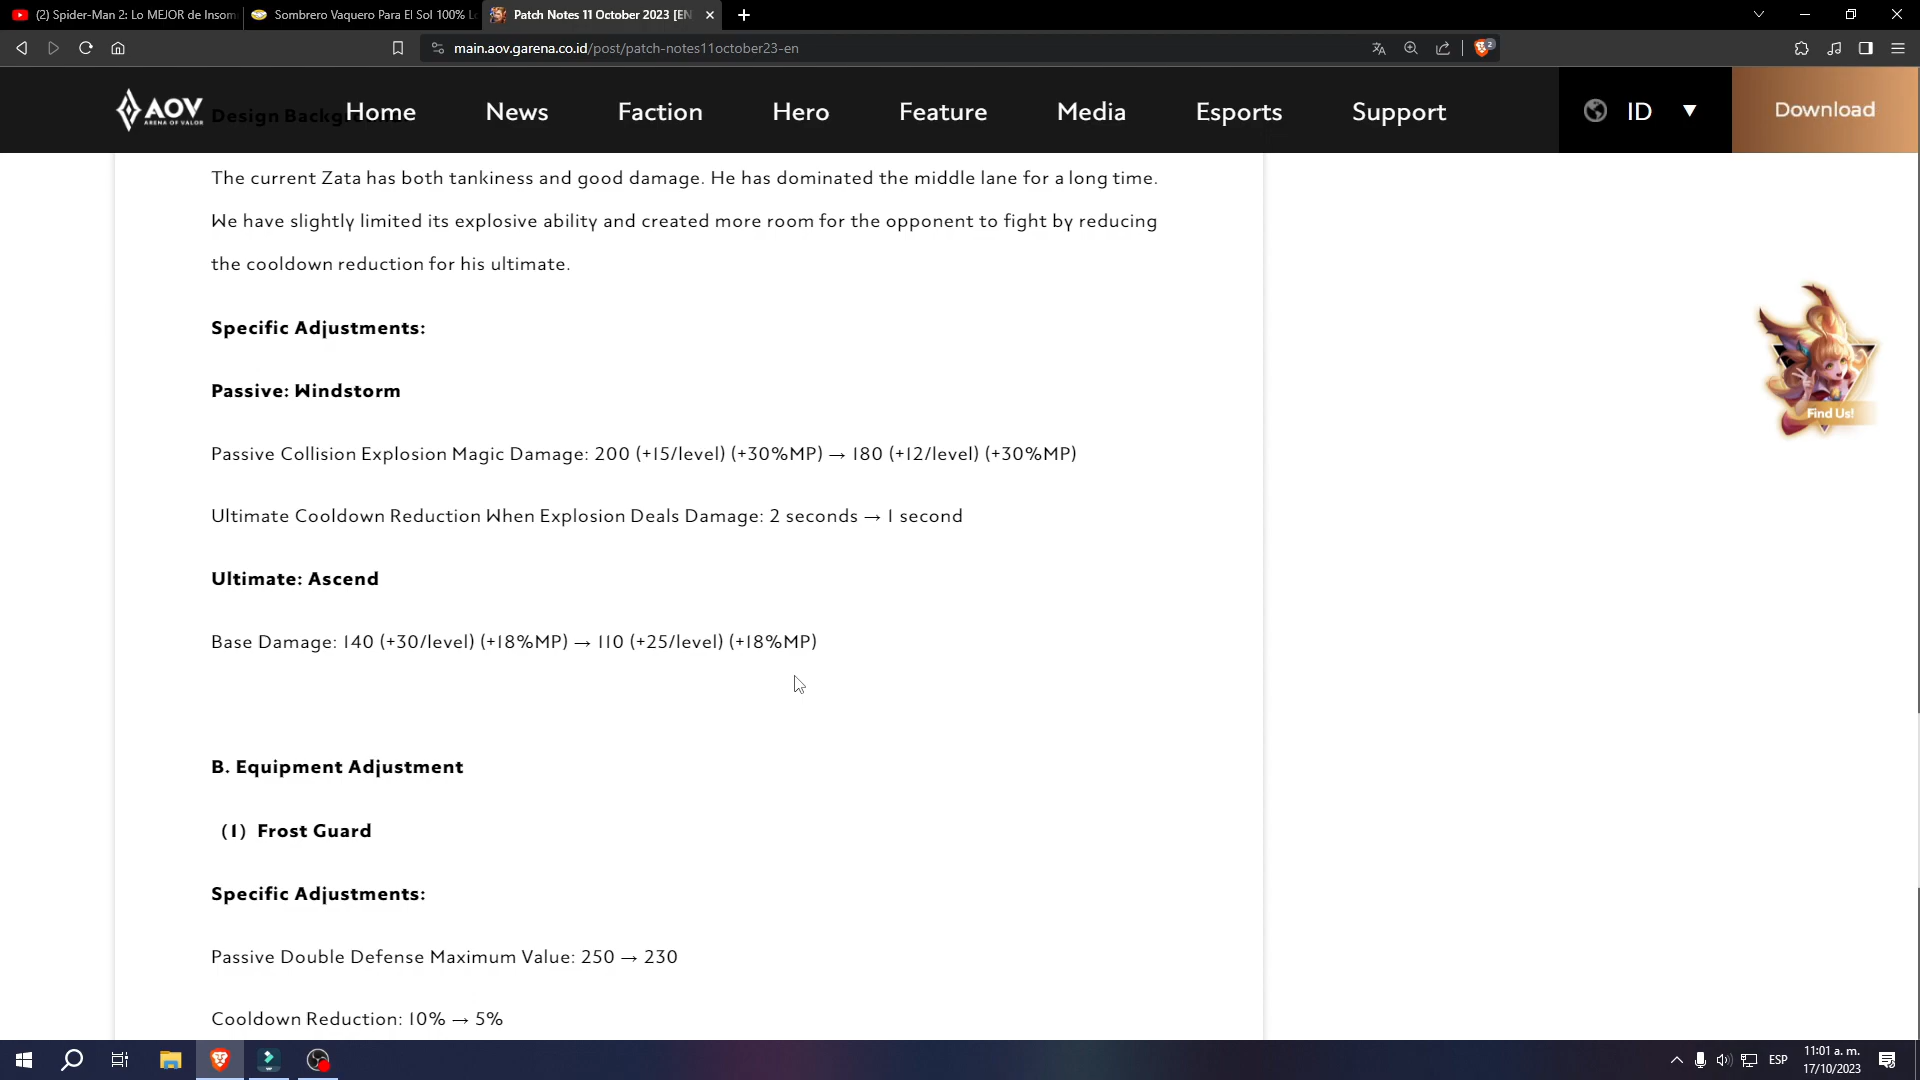 (2) Spider-Man 2: Lo MEJOR de Insom
Sombrero Vaquero Para El Sol 100% L
Patch Notes 11 October 2023 [EN
main.aov.garena.co.id/post/patch-notes11october23-en
2
AOV
ARENA OF VALOR
Home
News
Faction
Hero
Feature
Media
Esports
Support
ID
Download
The current Zata has both tankiness and good damage. He has dominated the middle lane for a long time.
We have slightly limited its explosive ability and created more room for the opponent to fight by reducing
the cooldown reduction for his ultimate.
Specific Adjustments:
Passive: Windstorm
Passive Collision Explosion Magic Damage: 200 (+15/level) (+30%MP) → 180 (+12/level) (+30%MP)
Ultimate Cooldown Reduction When Explosion Deals Damage: 2 seconds → 1 second
Ultimate: Ascend
Base Damage: 140 (+30/level) (+18%MP) → 110 (+25/level) (+18%MP)
Find Us!
B. Equipment Adjustment
(1) Frost Guard
Specific Adjustments:
Passive Double Defense Maximum Value: 250 → 230
Cooldown Reduction: 10% → 5%
ESP
11:01 a. m.
17/10/2023